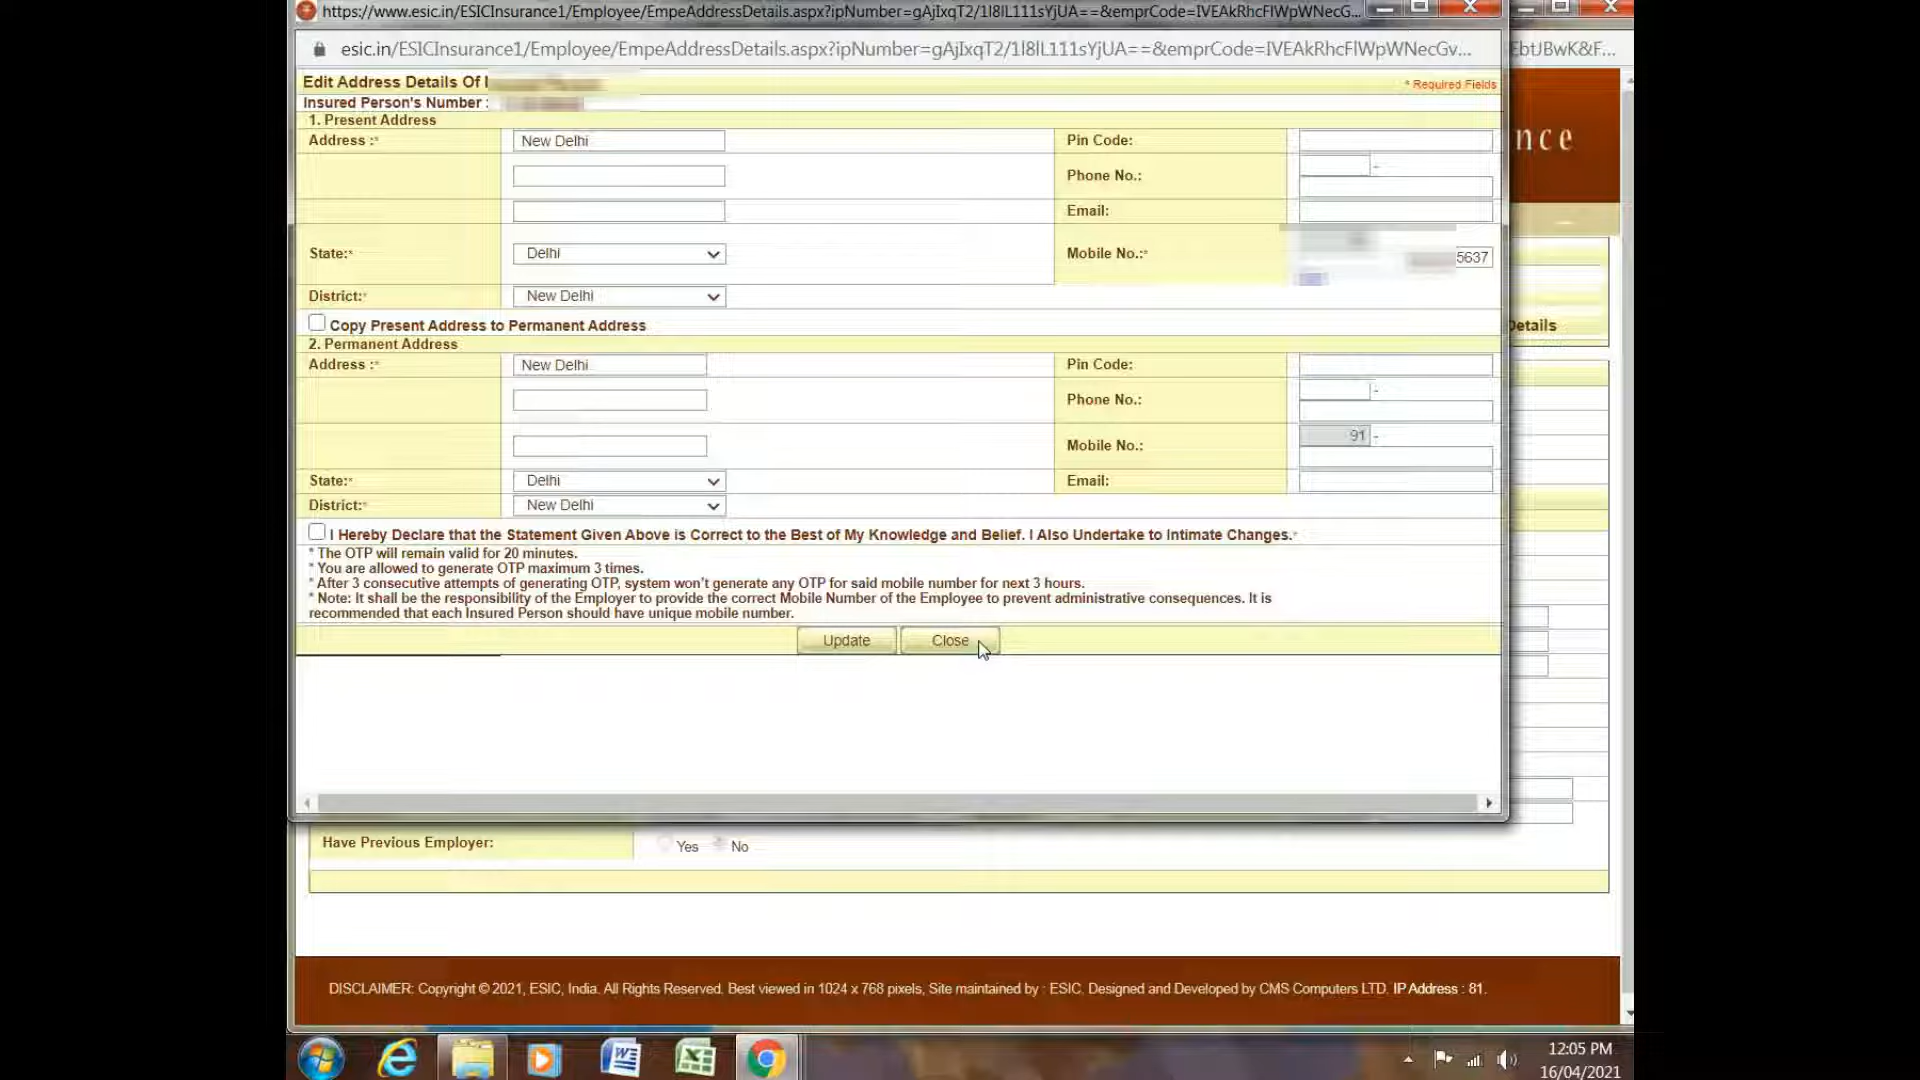 https://www.esic.in/ESICInsurance1/Employee/EmpeAddressDetails.aspx?ipNumber=gAjIxqT2/1l8lL111sYjUA==&emprCode=IVEAkRhcFlWpWNecG...
esic.in/ESICInsurance1/Employee/EmpeAddressDetails.aspx?ipNumber=gAjIxqT2/1l8lL111sYjUA==&emprCode=IVEAkRhcFlWpWNecGv... EbtJBwK&F...
Edit Address Details Of
* Required Fields
Insured Person's Number :
nce
1. Present Address
Address :* New Delhi Pin Code:
Phone No.: -
Email:
State:* Delhi Mobile No.:* 5637
District:* New Delhi
Copy Present Address to Permanent Address Details
2. Permanent Address
Address :* New Delhi Pin Code:
Phone No.: -
Mobile No.: 91 -
State:* Delhi Email:
District:* New Delhi
I Hereby Declare that the Statement Given Above is Correct to the Best of My Knowledge and Belief. I Also Undertake to Intimate Changes.*
* The OTP will remain valid for 20 minutes.
* You are allowed to generate OTP maximum 3 times.
* After 3 consecutive attempts of generating OTP, system won't generate any OTP for said mobile number for next 3 hours.
* Note: It shall be the responsibility of the Employer to provide the correct Mobile Number of the Employee to prevent administrative consequences. It is
recommended that each Insured Person should have unique mobile number.
Update Close
Have Previous Employer: Yes No
DISCLAIMER: Copyright © 2021, ESIC, India. All Rights Reserved. Best viewed in 1024 x 768 pixels, Site maintained by : ESIC. Designed and Developed by CMS Computers LTD. IP Address : 81.
12:05 PM
16/04/2021